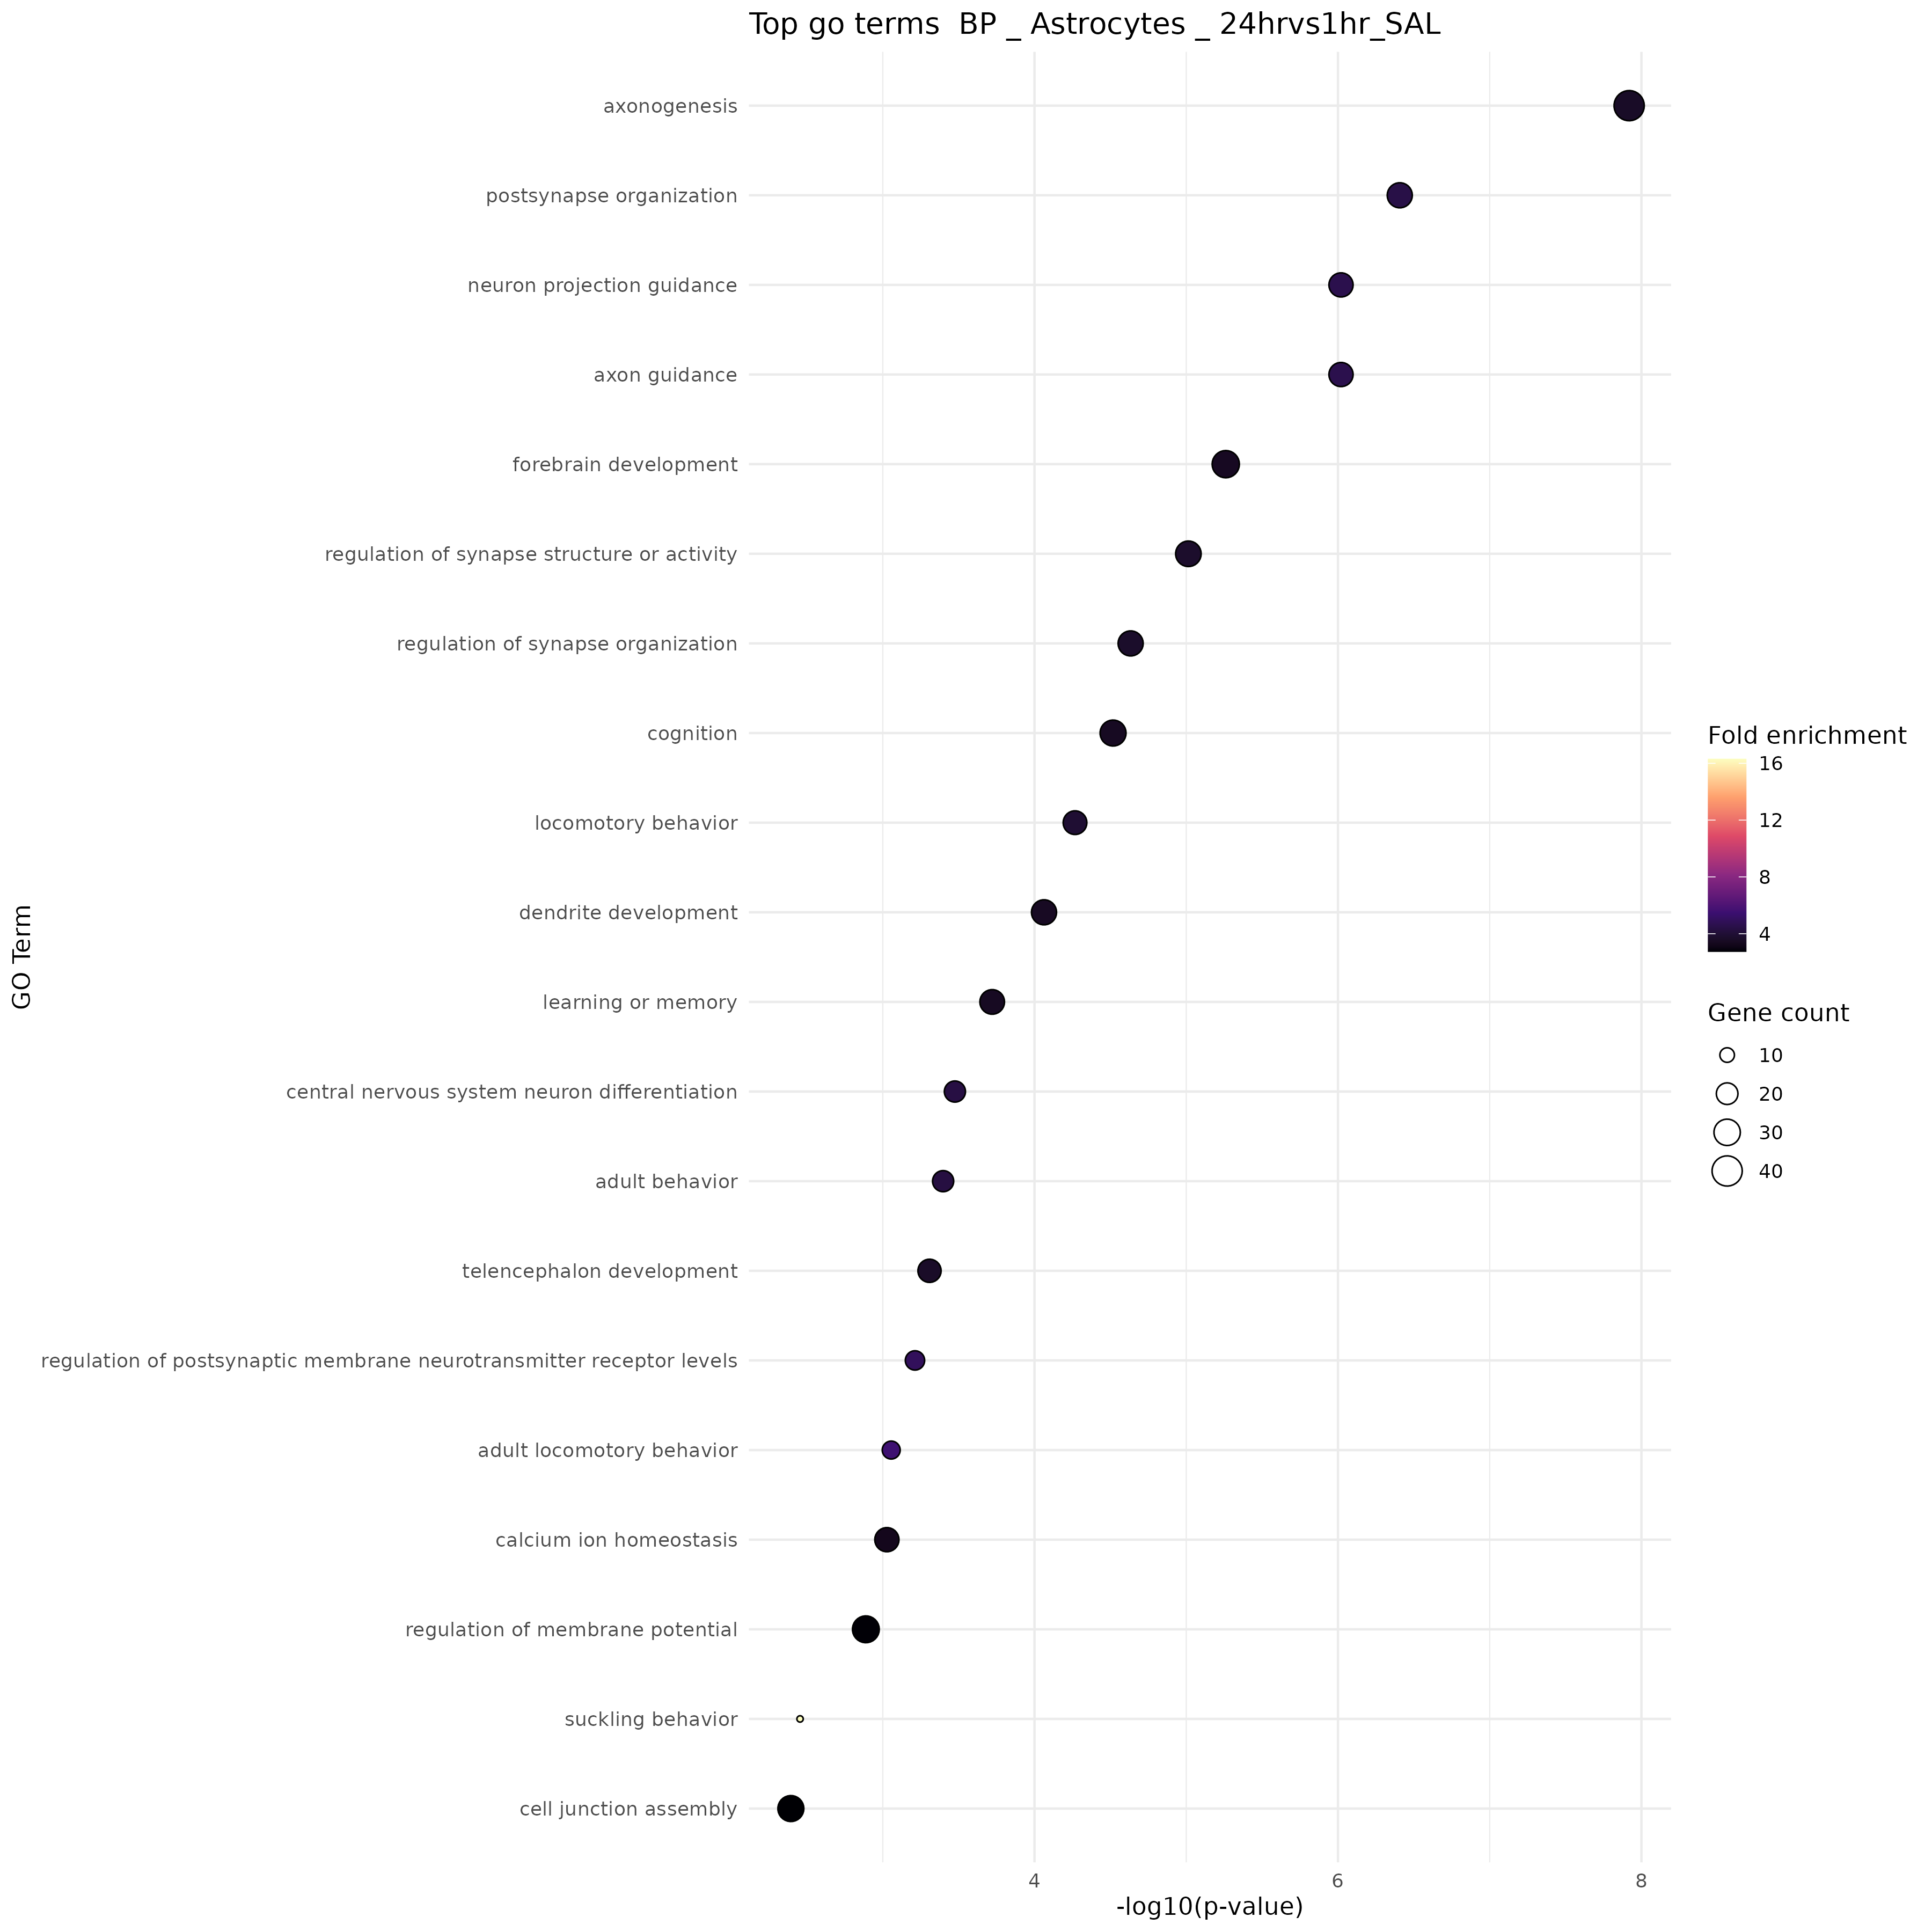 Top go terms  BP _ Astrocytes _ 24hrvs1hr_SAL
axonogenesis
postsynapse organization
neuron projection guidance
axon guidance
forebrain development
regulation of synapse structure or activity
regulation of synapse organization
cognition
locomotory behavior
dendrite development
learning or memory
central nervous system neuron differentiation
adult behavior
telencephalon development
regulation of postsynaptic membrane neurotransmitter receptor levels
adult locomotory behavior
calcium ion homeostasis
regulation of membrane potential
suckling behavior
cell junction assembly
GO Term
4 6 8
-log10(p-value)
Fold enrichment
16
12
8
4
Gene count
10
20
30
40